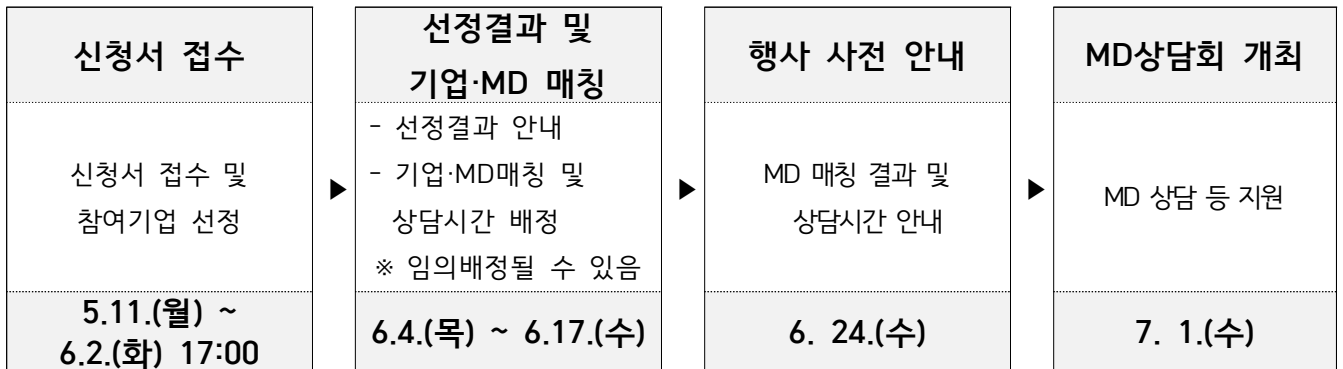 신청서 접수
신청서 접수 및
참여기업 선정
5.11.(월) ~
6.2.(화) 17:00
▶
선정결과 및
기업·MD 매칭
- 선정결과 안내
- 기업·MD매칭 및
상담시간 배정
※ 임의배정될 수 있음
6.4.(목) ~ 6.17.(수)
▶
행사 사전 안내
MD 매칭 결과 및
상담시간 안내
6. 24.(수)
▶
MD상담회 개최
MD 상담 등 지원
7. 1.(수)